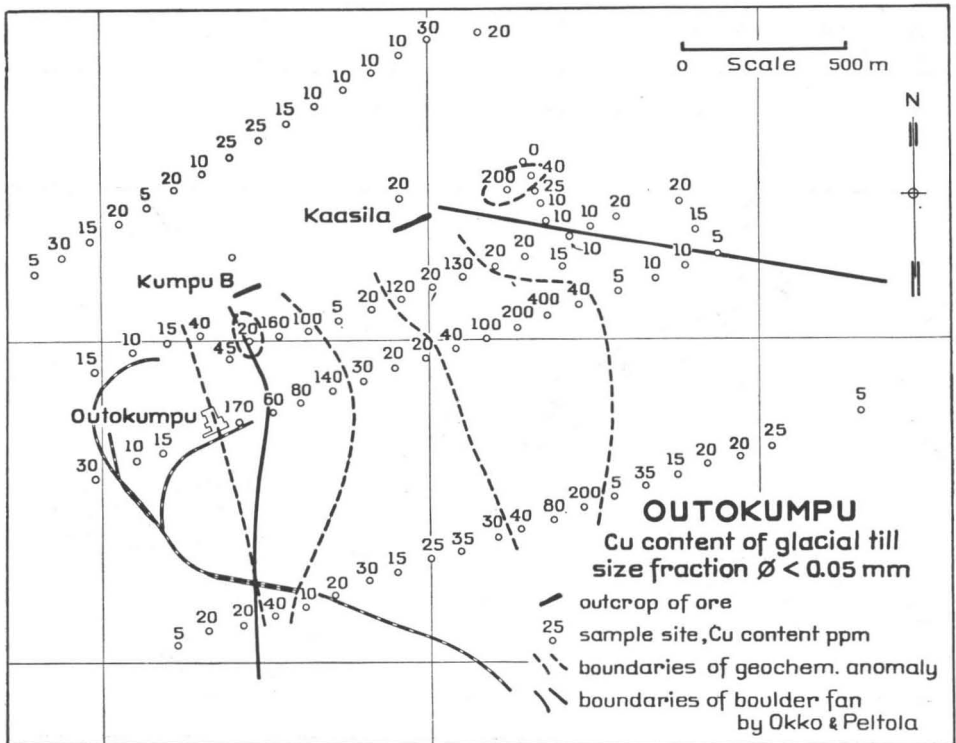 5 30 15 20 5 20 10 25 25 15 10 10 10 10 30 20
0 Scale 500 m
N
0
200 40
20 25
10
10 10 20 20
15
10
Kaasila
Kumpu B
15 10 15 40 20 160 100 5 20 120 20 130 20 20 15
45
Outokumpu
30 10 15 170 60 80 140 30 20 20 40 100 200 400 40 5 10 10 5
5 20 20 40 10 20 30 15 25 35 30 40 80 200 5 35 15 20 20 25 5
OUTOKUMPU
Cu content of glacial till
size fraction Ø < 0.05 mm
outcrop of ore
25 sample site, Cu content ppm
boundaries of geochem. anomaly
boundaries of boulder fan
by Okko & Peltola